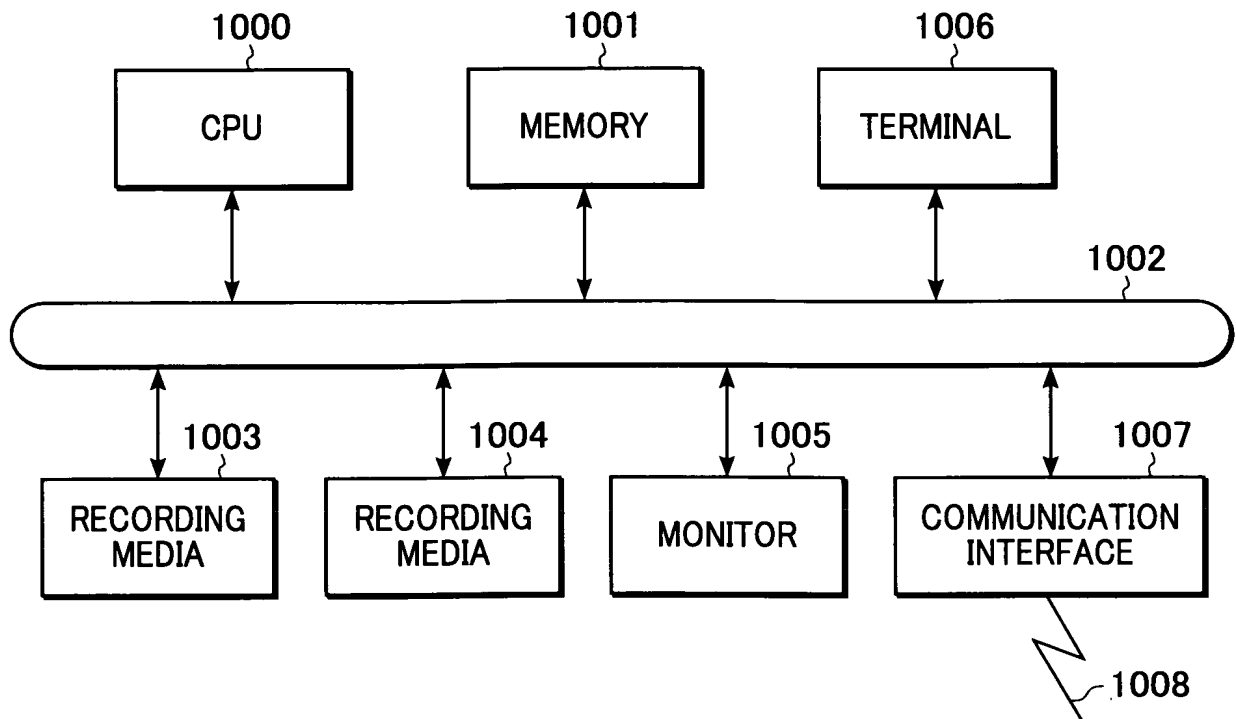 1000
1001
1006
CPU
MEMORY
TERMINAL
1002
1003
1004
1005
1007
RECORDING
MEDIA
RECORDING
MEDIA
MONITOR
COMMUNICATION
INTERFACE
1008